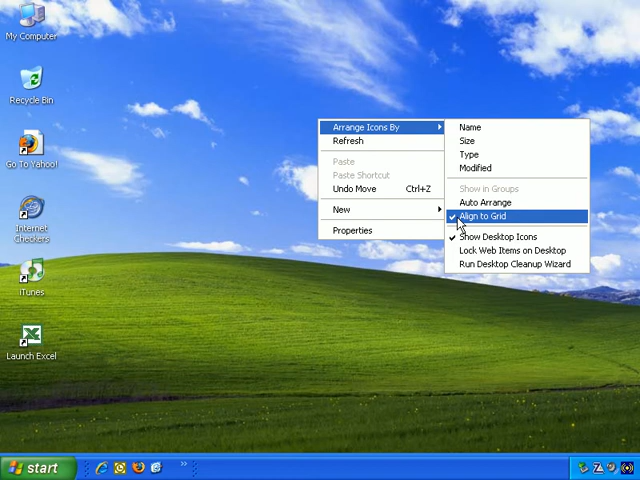 My Computer
Recycle Bin
Go To Yahoo!
Internet
Checkers
iTunes
Launch Excel
Arrange Icons By
Refresh
Paste
Paste Shortcut
Undo Move Ctrl+Z
New
Properties
Name
Size
Type
Modified
Show in Groups
Auto Arrange
Align to Grid
Show Desktop Icons
Lock Web Items on Desktop
Run Desktop Cleanup Wizard
start